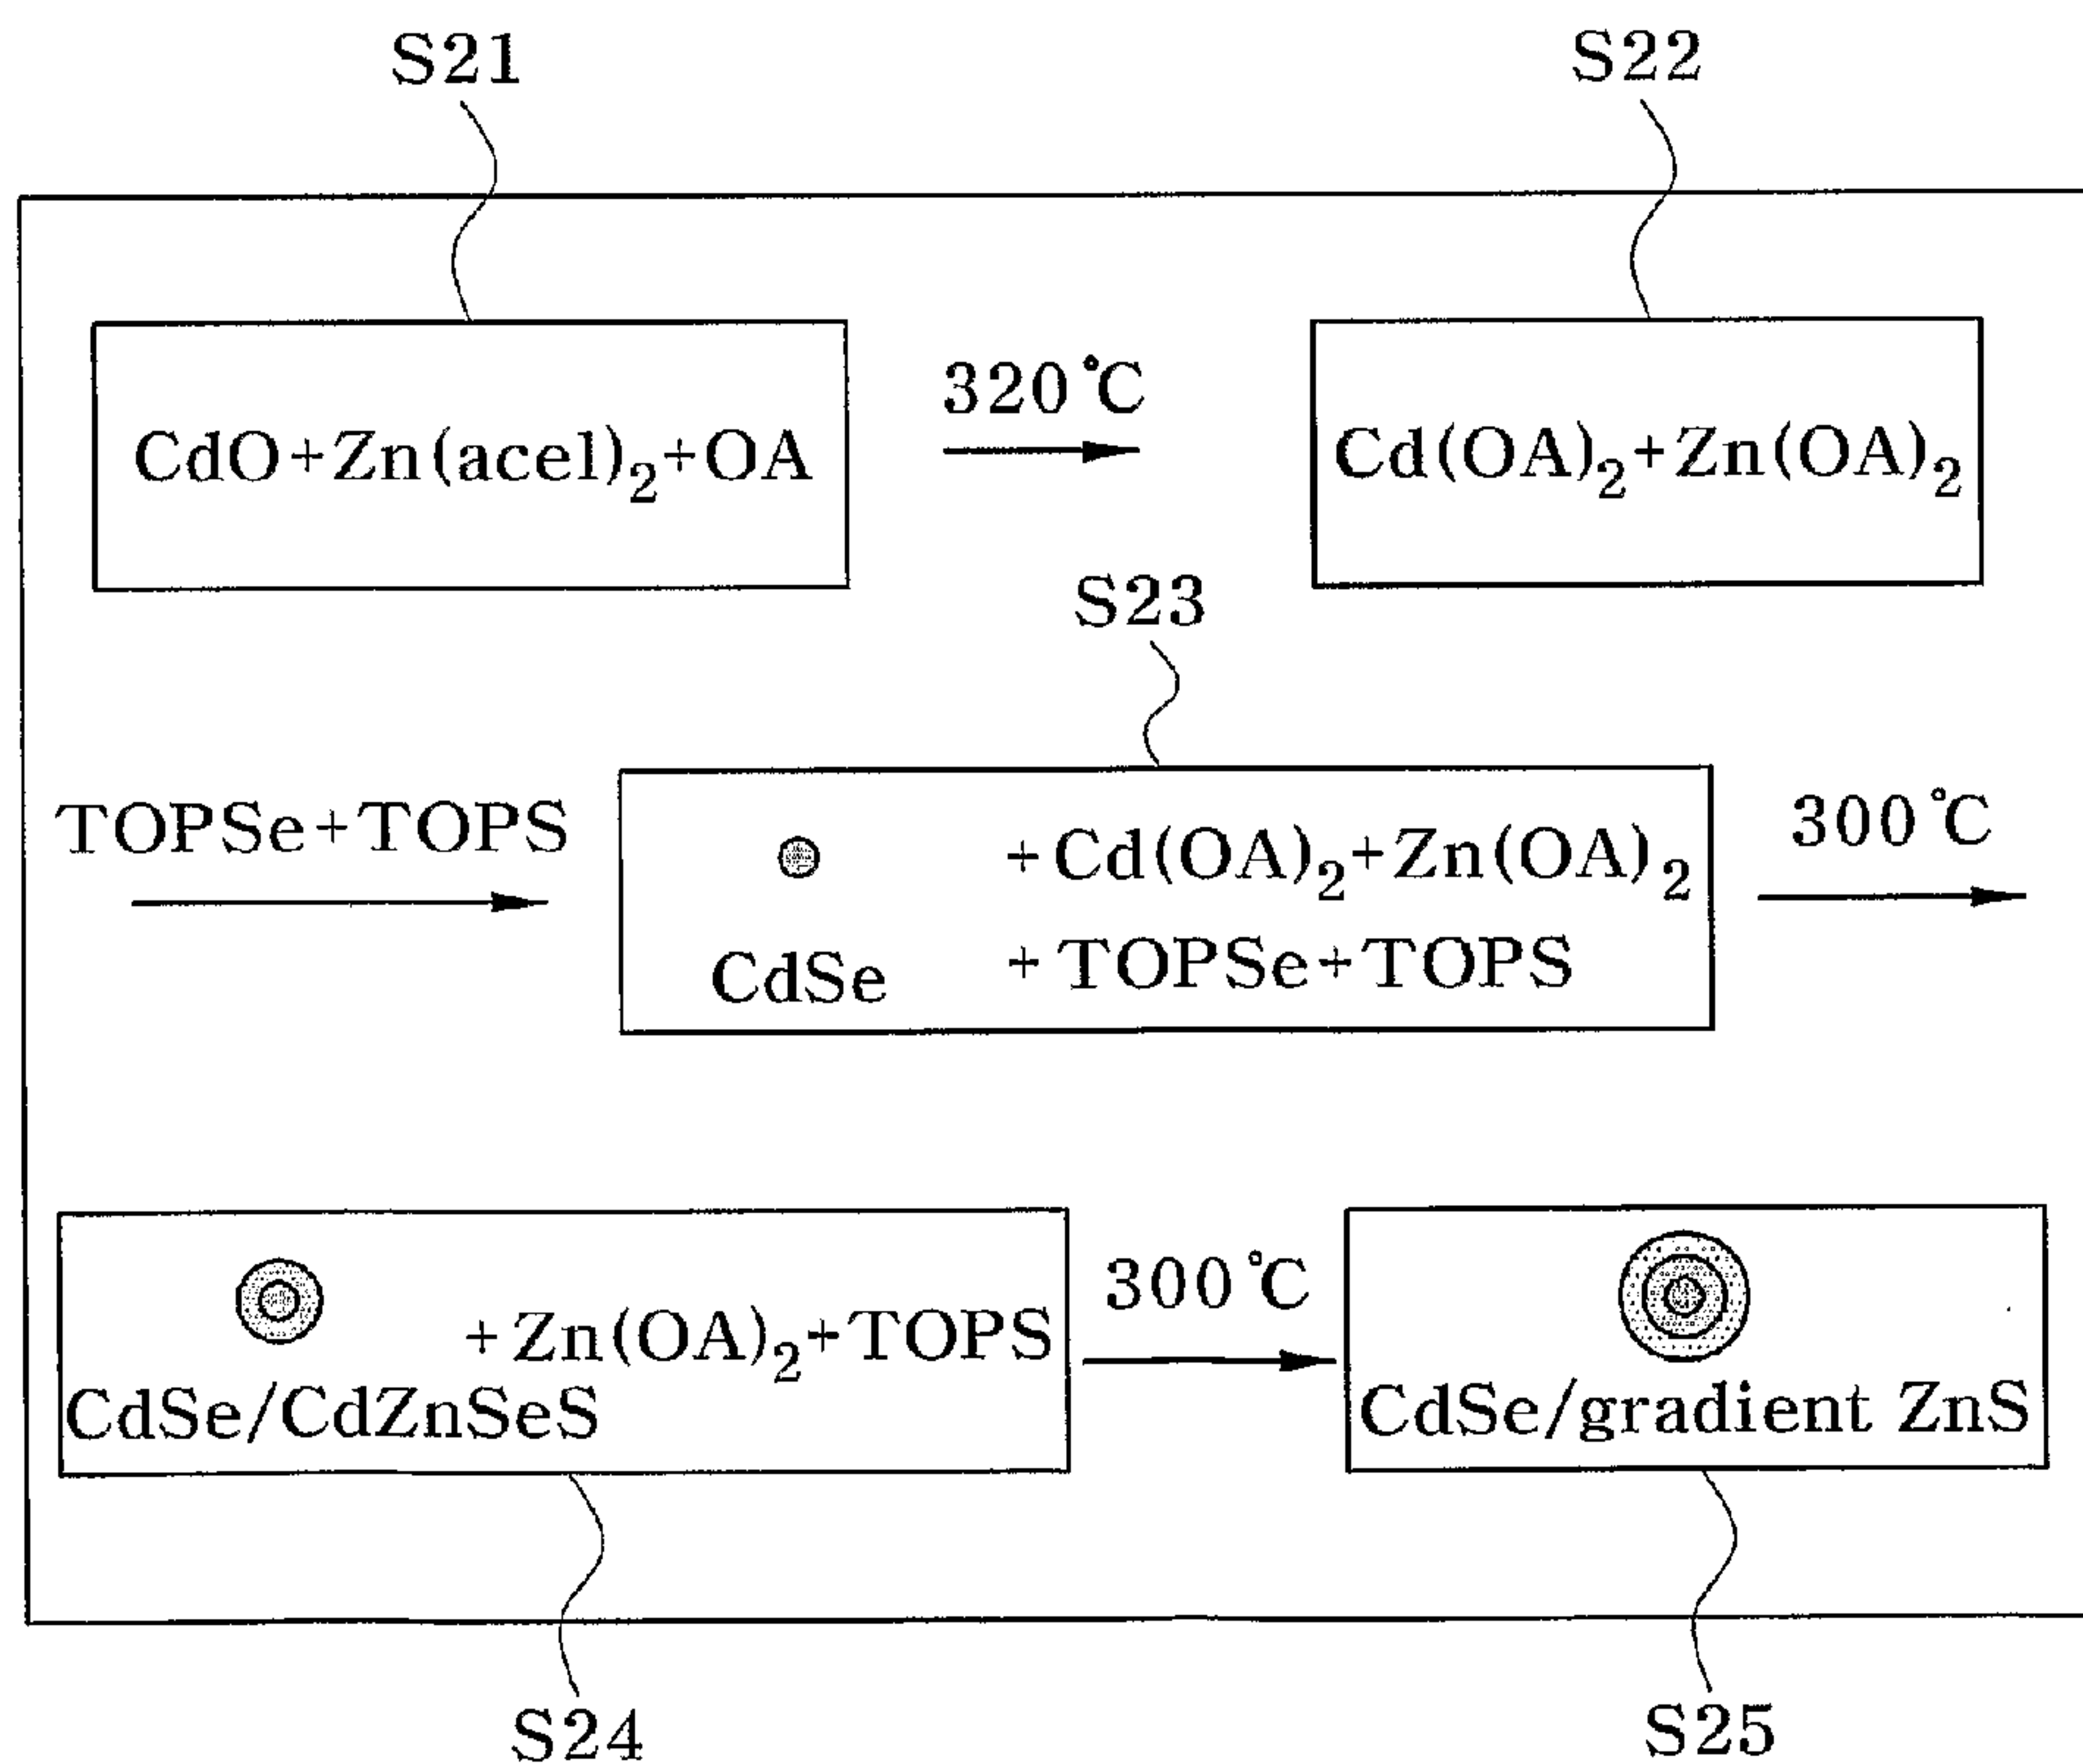 S21
S22
CdO+Zn(acel)₂+OA
320℃
Cd(OA)₂+Zn(OA)₂
S23
TOPSe+TOPS
+Cd(OA)₂+Zn(OA)₂
CdSe
+TOPSe+TOPS
300℃
+Zn(OA)₂+TOPS
CdSe/CdZnSeS
300℃
CdSe/gradient ZnS
S24
S25